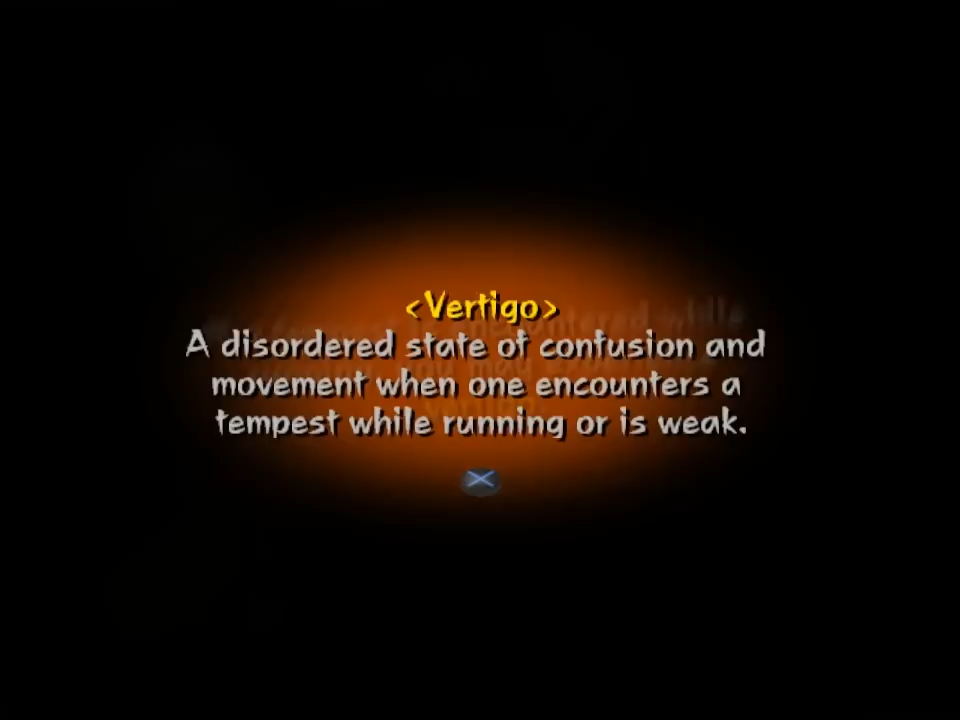 <Vertigo>
A disordered state of confusion and
movement when one encounters a
tempest while running or is weak.